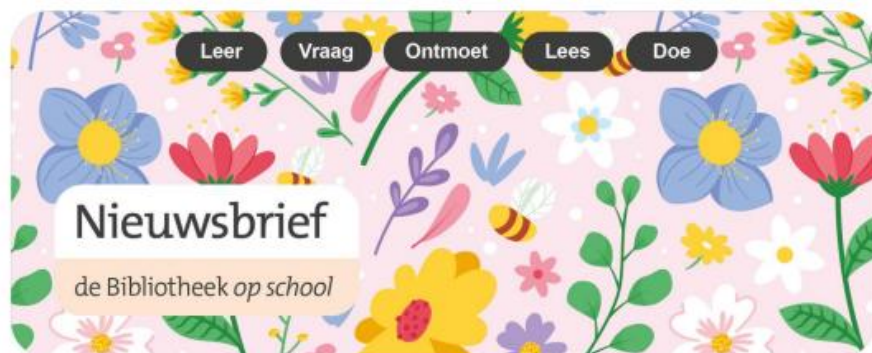 Leer Vraag Ontmoet Lees Doe
Nieuwsbrief
de Bibliotheek op school